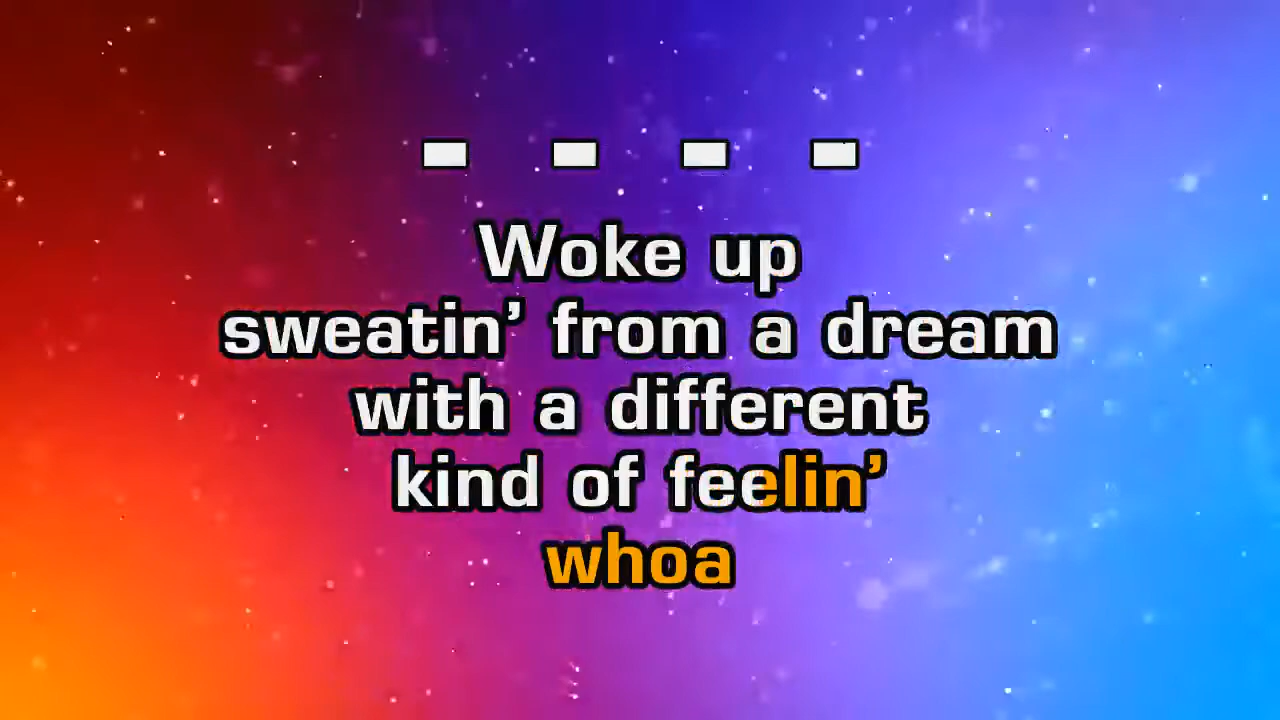 - - - -
Woke up
sweatin’ from a dream
with a different
kind of feelin’
whoa